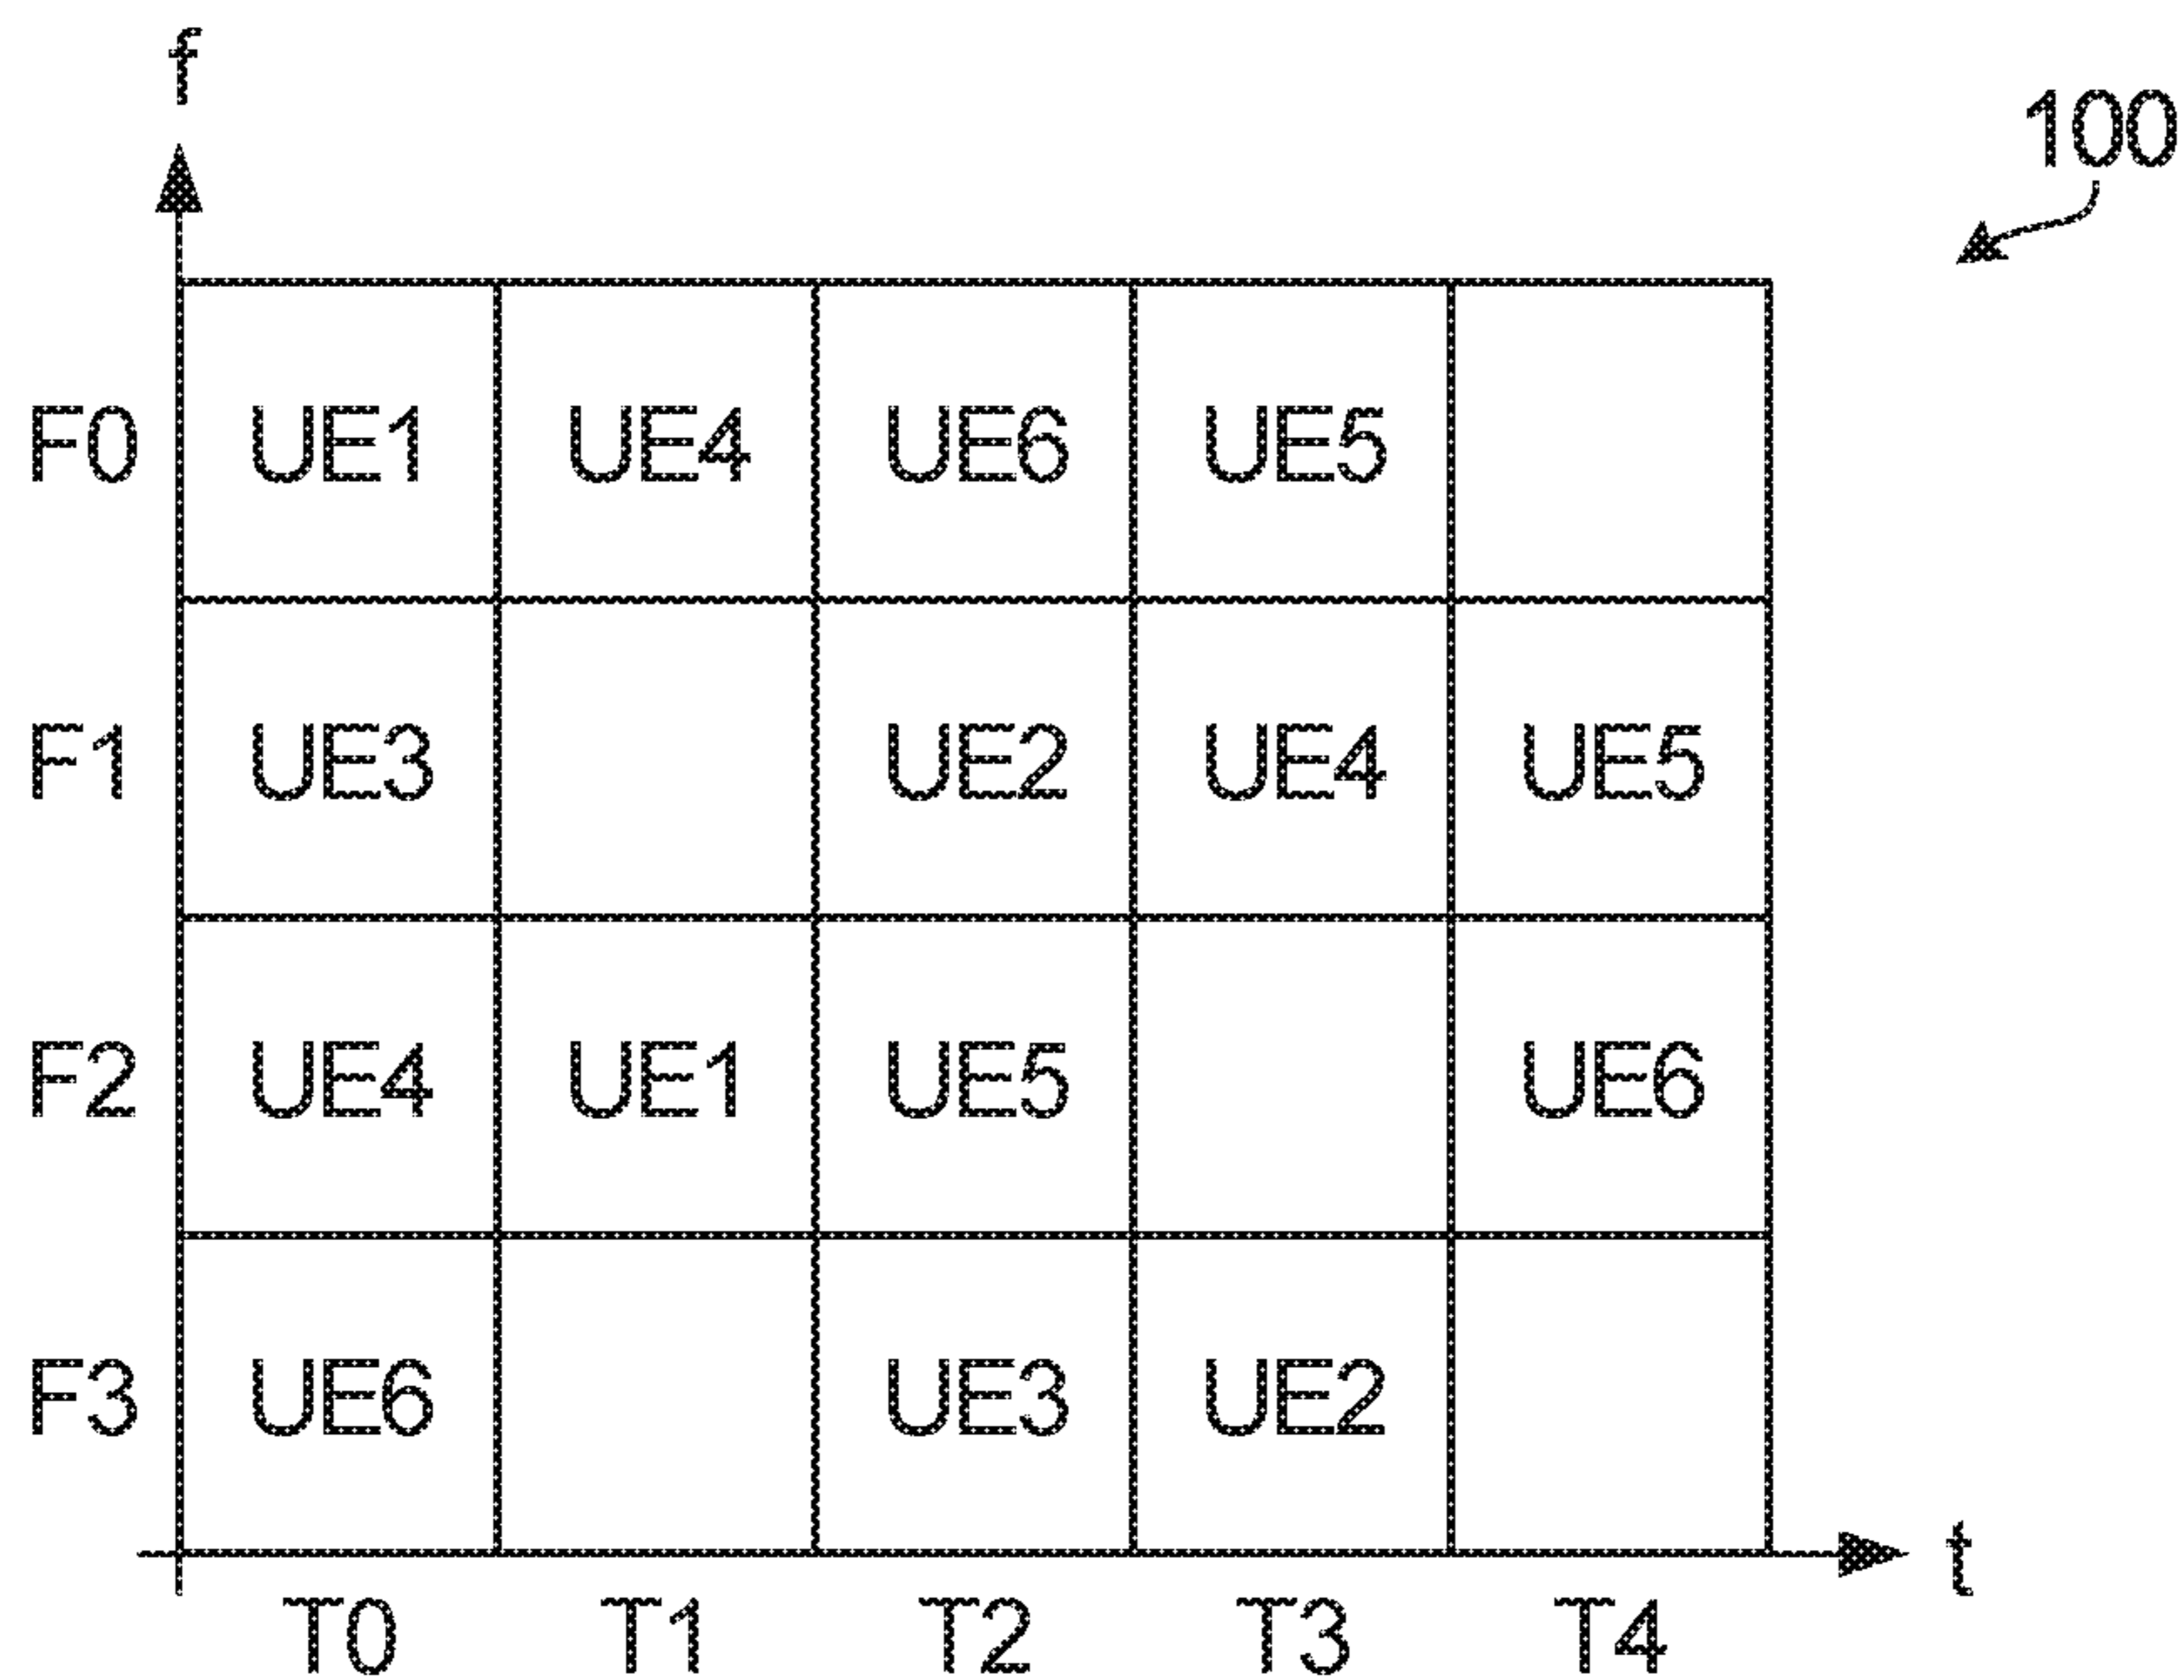 f
100
F0 UE1 UE4 UE6 UE5
F1 UE3 UE2 UE4 UE5
F2 UE4 UE1 UE5 UE6
F3 UE6 UE3 UE2
t
T0 T1 T2 T3 T4